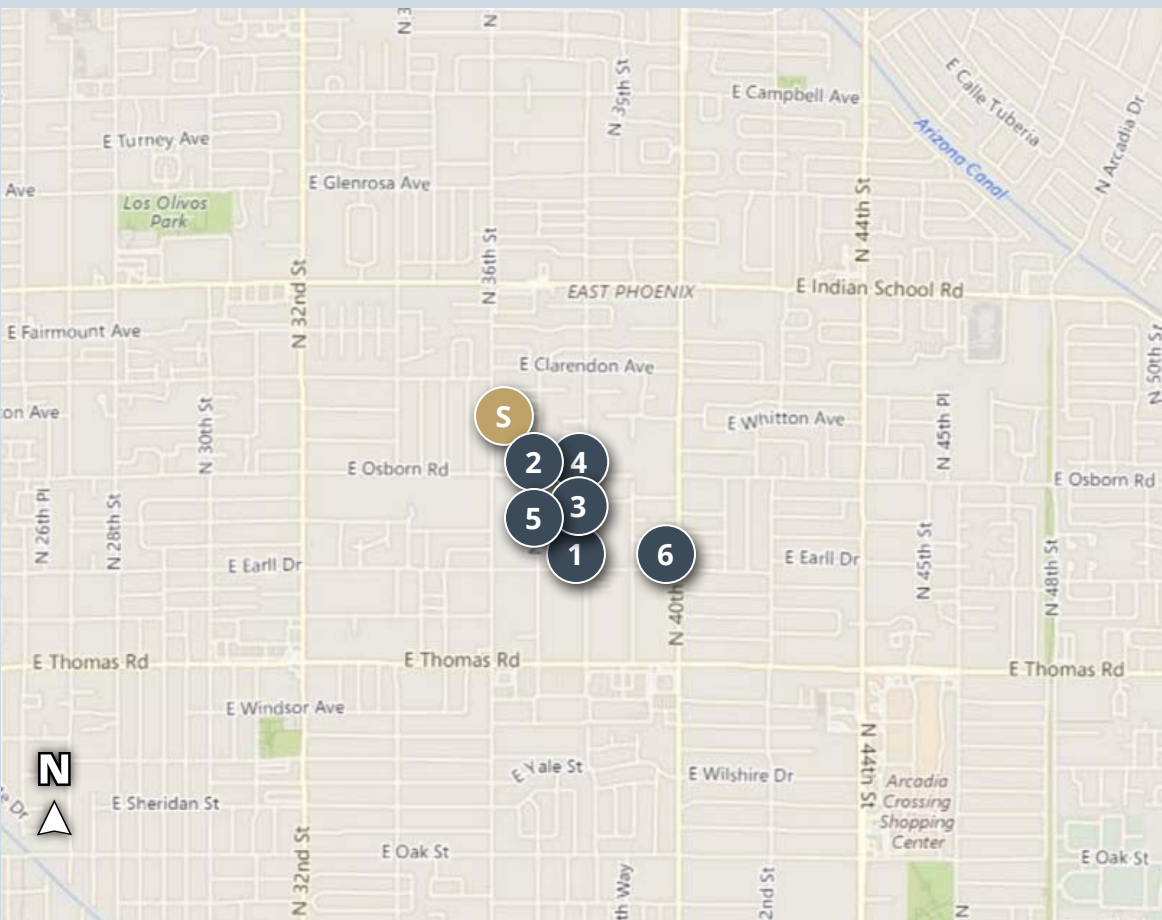 N 3
N
N 39th St
E Campbell Ave
E Calle Tuberia
N Arcadia Dr
E Turney Ave
Arizona Canal
Ave
E Glenrosa Ave
Los Olivos
Park
N 44th St
N 36th St
N 32nd St
EAST PHOENIX
E Indian School Rd
E Fairmount Ave
N 50th St
E Clarendon Ave
on Ave
S
E Whitton Ave
N 30th St
N 45th Pl
E Osborn Rd
2
4
E Osborn Rd
N 26th Pl
N 28th St
5
3
E Earll Dr
1
6
E Earll Dr
N 45th St
N 48th St
N 40th
E Thomas Rd
E Thomas Rd
E Thomas Rd
E Windsor Ave
N
E Yale St
E Wilshire Dr
N 44th St
Arcadia
Crossing
Shopping
Center
E Sheridan St
Dr
N 32nd St
E Oak St
E Oak St
th Way
2nd St
N